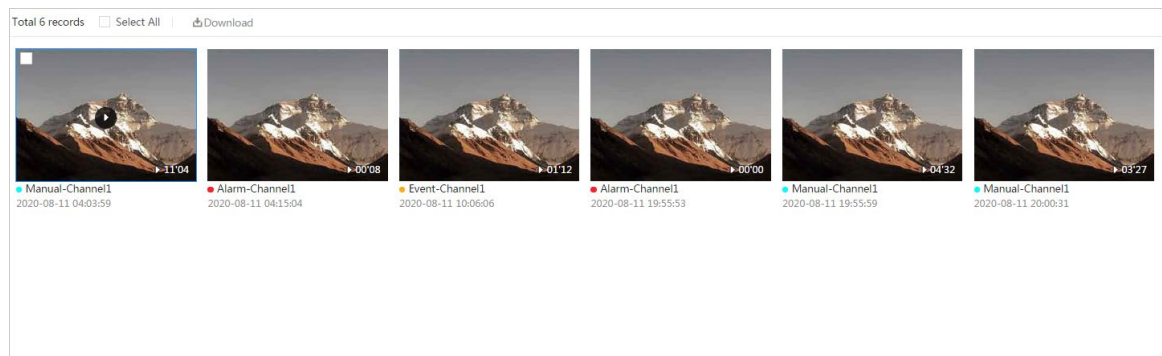 Total 6 records Select All Download
11'04 00'08 01'12 00'00 04'32 03'27
Manual-Channel1 Alarm-Channel1 Event-Channel1 Alarm-Channel1 Manual-Channel1 Manual-Channel1
2020-08-11 04:03:59 2020-08-11 04:15:04 2020-08-11 10:06:06 2020-08-11 19:55:53 2020-08-11 19:55:59 2020-08-11 20:00:31